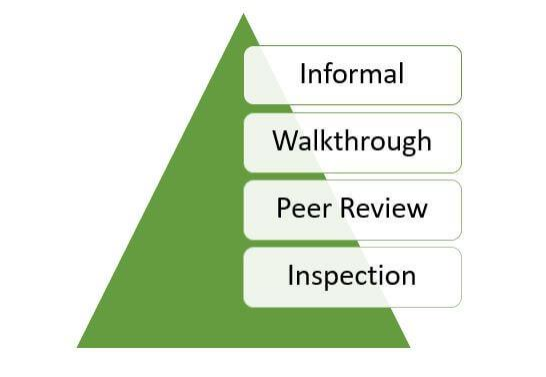 Informal
Walkthrough
Peer Review
Inspection